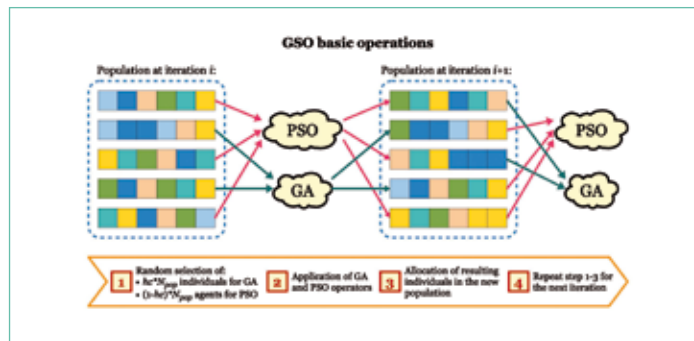 GSO basic operations
Population at iteration i:
Population at iteration i+1:
PSO
GA
PSO
GA
1 Random selection of:
• hc*Npop individuals for GA
• (1-hc)*Npop agents for PSO
2 Application of GA
and PSO operators
3 Allocation of resulting
individuals in the new
population
4 Repeat step 1-3 for
the next iteration